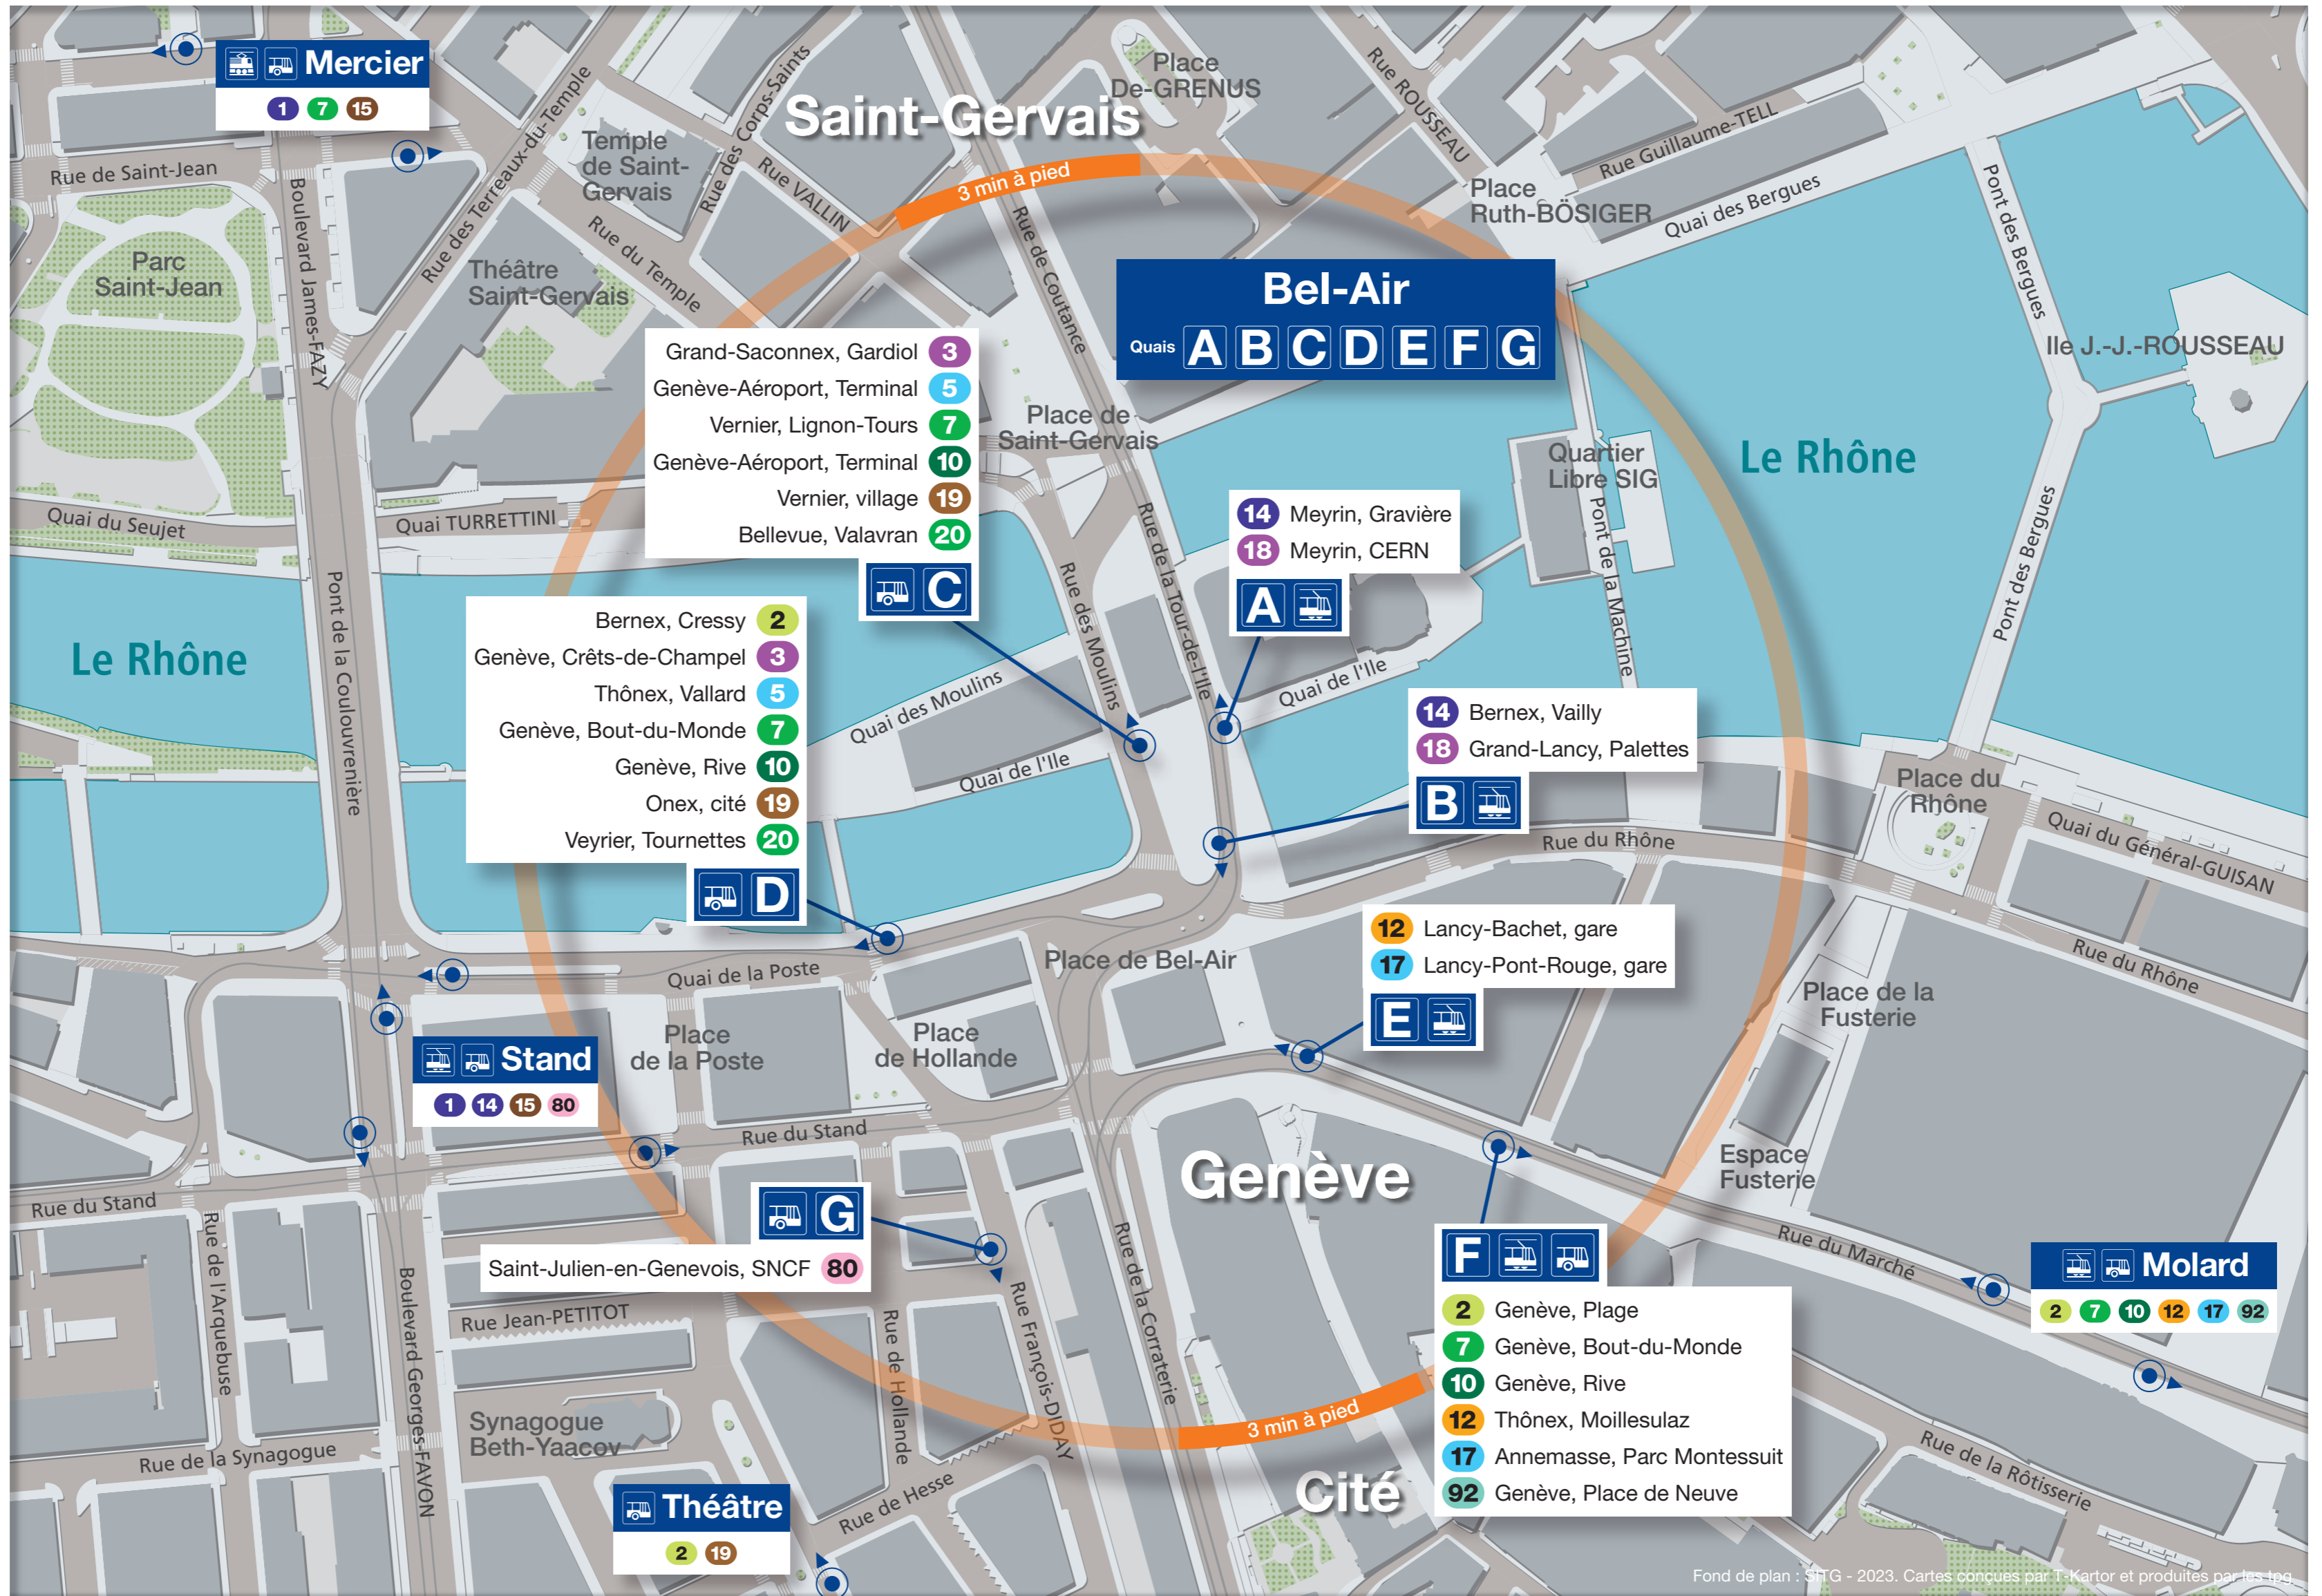 Mercier
1 7 15
Saint-Gervais
Place
De-GRENUS
Rue ROUSSEAU
Rue Guillaume-TELL
Rue de Saint-Jean
Boulevard James-FAZY
Rue des Terreaux-du-Temple
Temple
de Saint-
Gervais
Rue des Corps-Saints
Rue VALLIN
3 min à pied
Rue de Coutance
Place
Ruth-BÖSIGER
Quai des Bergues
Pont des Bergues
Parc
Saint-Jean
Théâtre
Saint-Gervais
Rue du Temple
Bel-Air
Quais A B C D E F G
Ile J.-J.-ROUSSEAU
Grand-Saconnex, Gardiol 3
Genève-Aéroport, Terminal 5
Vernier, Lignon-Tours 7
Genève-Aéroport, Terminal 10
Vernier, village 19
Bellevue, Valavran 20
C
Place de
Saint-Gervais
Quartier
Libre SIG
Le Rhône
Quai du Seujet
Quai TURRETTINI
14 Meyrin, Gravière
18 Meyrin, CERN
A
Rue de la Tour-de-l'Ile
Rue des Moulins
Pont de la Machine
Pont des Bergues
Pont de la Coulouvrenière
Le Rhône
Bernex, Cressy 2
Genève, Crêts-de-Champel 3
Thônex, Vallard 5
Genève, Bout-du-Monde 7
Genève, Rive 10
Onex, cité 19
Veyrier, Tournettes 20
D
Quai des Moulins
Quai de l'Ile
Quai de l'Ile
14 Bernex, Vailly
18 Grand-Lancy, Palettes
B
Place du
Rhône
Quai du Général-GUISAN
Rue du Rhône
12 Lancy-Bachet, gare
17 Lancy-Pont-Rouge, gare
E
Rue du Rhône
Place de Bel-Air
Quai de la Poste
Place de la
Fusterie
Place
de la Poste
Place
de Hollande
Stand
1 14 15 80
Rue du Stand
Genève
Espace
Fusterie
Rue du Stand
Rue de l'Arquebuse
G
Saint-Julien-en-Genevois, SNCF 80
Rue Jean-PETITOT
Boulevard Georges-FAVON
Rue de Hollande
Rue François-DIDAY
Rue de la Corraterie
Rue du Marché
Molard
2 7 10 12 17 92
F
2 Genève, Plage
7 Genève, Bout-du-Monde
10 Genève, Rive
12 Thônex, Moillesulaz
17 Annemasse, Parc Montessuit
92 Genève, Place de Neuve
3 min à pied
Synagogue
Beth-Yaacov
Rue de la Synagogue
Cité
Rue de la Rôtisserie
Théâtre
2 19
Rue de Hesse
Fond de plan : SITG - 2023. Cartes conçues par T-Kartor et produites par les tpg